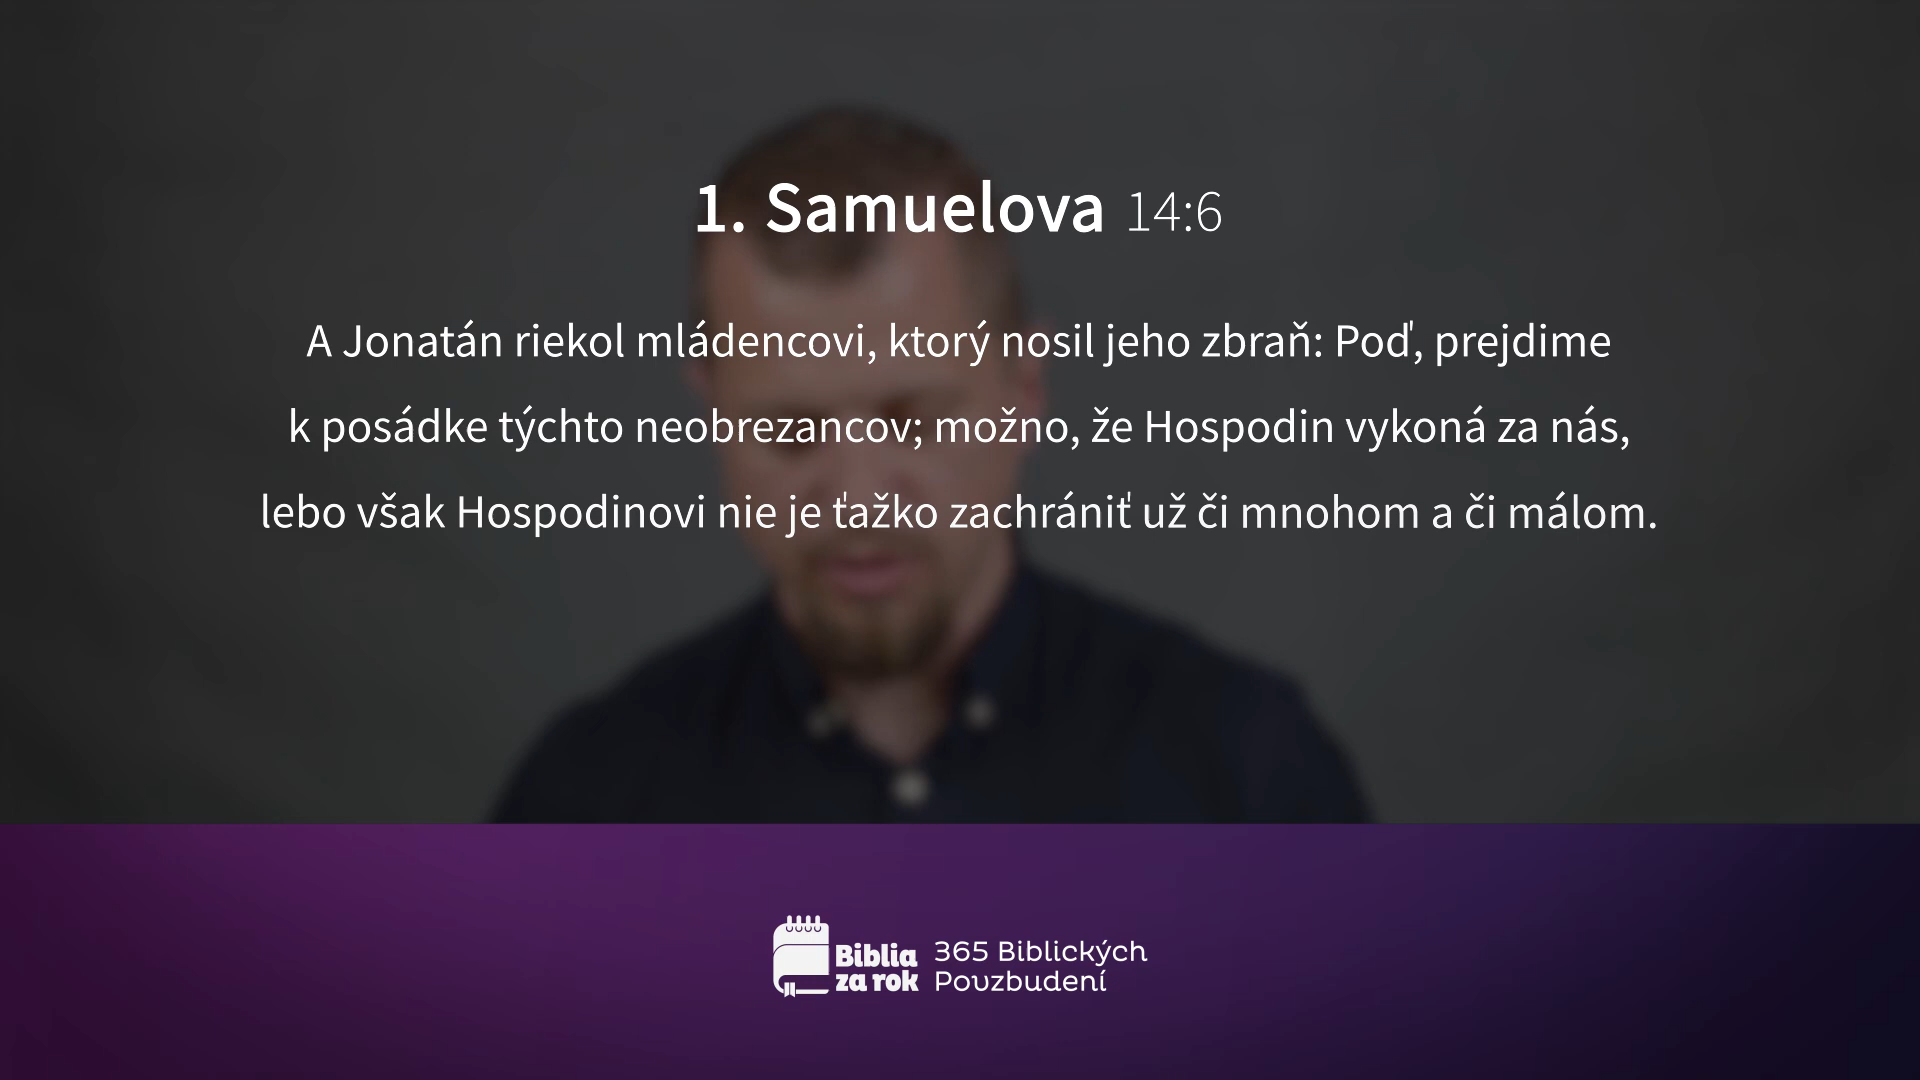 1. Samuelova 14:6
A Jonatán riekol mládencovi, ktorý nosil jeho zbraň: Poď, prejdime
k posádke týchto neobrezancov; možno, že Hospodin vykoná za nás,
lebo však Hospodinovi nie je ťažko zachrániť už či mnohom a či málom.
Biblia
za rok
365 Biblických
Povzbudení